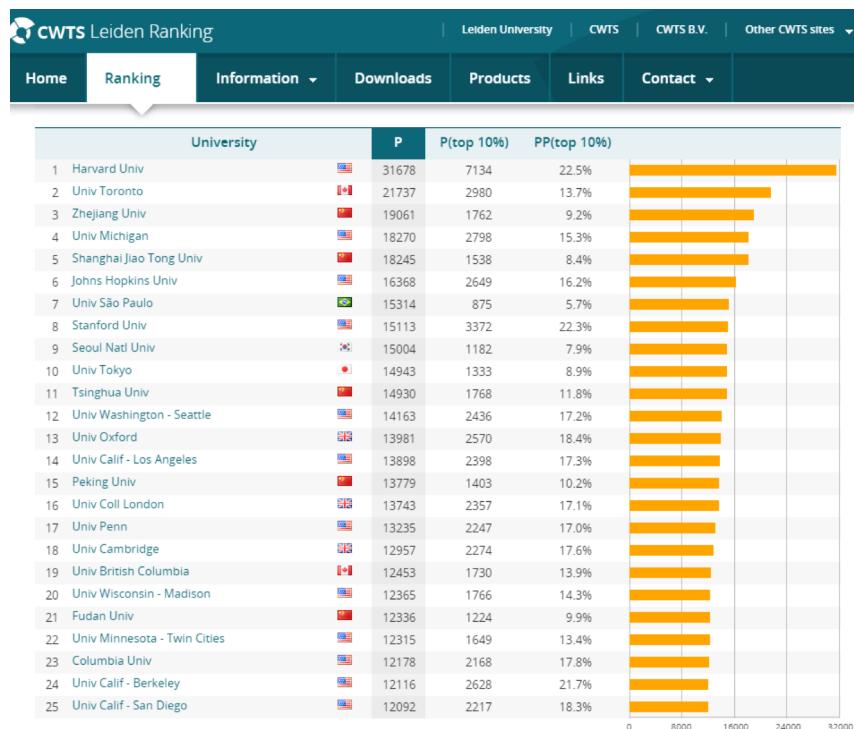 CWTS Leiden Ranking
Leiden University CWTS CWTS B.V. Other CWTS sites
Home Ranking Information Downloads Products Links Contact
University P P(top 10%) PP(top 10%)
1 Harvard Univ 31678 7134 22.5%
2 Univ Toronto 21737 2980 13.7%
3 Zhejiang Univ 19061 1762 9.2%
4 Univ Michigan 18270 2798 15.3%
5 Shanghai Jiao Tong Univ 18245 1538 8.4%
6 Johns Hopkins Univ 16368 2649 16.2%
7 Univ São Paulo 15314 875 5.7%
8 Stanford Univ 15113 3372 22.3%
9 Seoul Natl Univ 15004 1182 7.9%
10 Univ Tokyo 14943 1333 8.9%
11 Tsinghua Univ 14930 1768 11.8%
12 Univ Washington - Seattle 14163 2436 17.2%
13 Univ Oxford 13981 2570 18.4%
14 Univ Calif - Los Angeles 13898 2398 17.3%
15 Peking Univ 13779 1403 10.2%
16 Univ Coll London 13743 2357 17.1%
17 Univ Penn 13235 2247 17.0%
18 Univ Cambridge 12957 2274 17.6%
19 Univ British Columbia 12453 1730 13.9%
20 Univ Wisconsin - Madison 12365 1766 14.3%
21 Fudan Univ 12336 1224 9.9%
22 Univ Minnesota - Twin Cities 12315 1649 13.4%
23 Columbia Univ 12178 2168 17.8%
24 Univ Calif - Berkeley 12116 2628 21.7%
25 Univ Calif - San Diego 12092 2217 18.3%
0 8000 16000 24000 32000